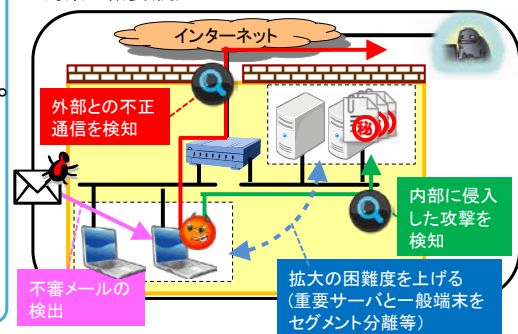 インターネット
外部との不正
通信を検知
秘
内部に侵入
した攻撃を
検知
不審メールの
検出
拡大の困難度を上げる
(重要サーバと一般端末を
セグメント分離等)